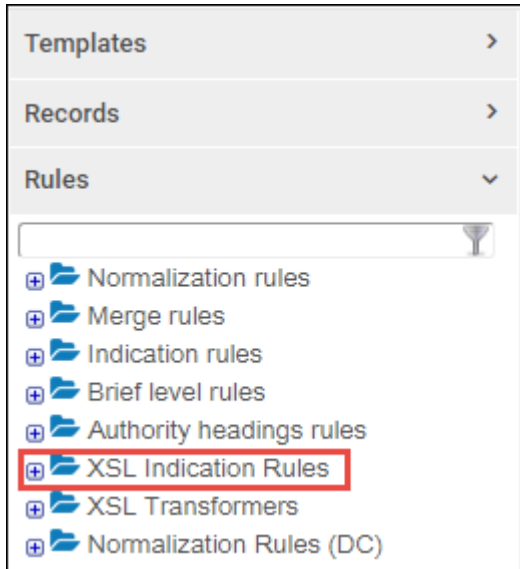 Templates
Records
Rules
Normalization rules
Merge rules
Indication rules
Brief level rules
Authority headings rules
XSL Indication Rules
XSL Transformers
Normalization Rules (DC)